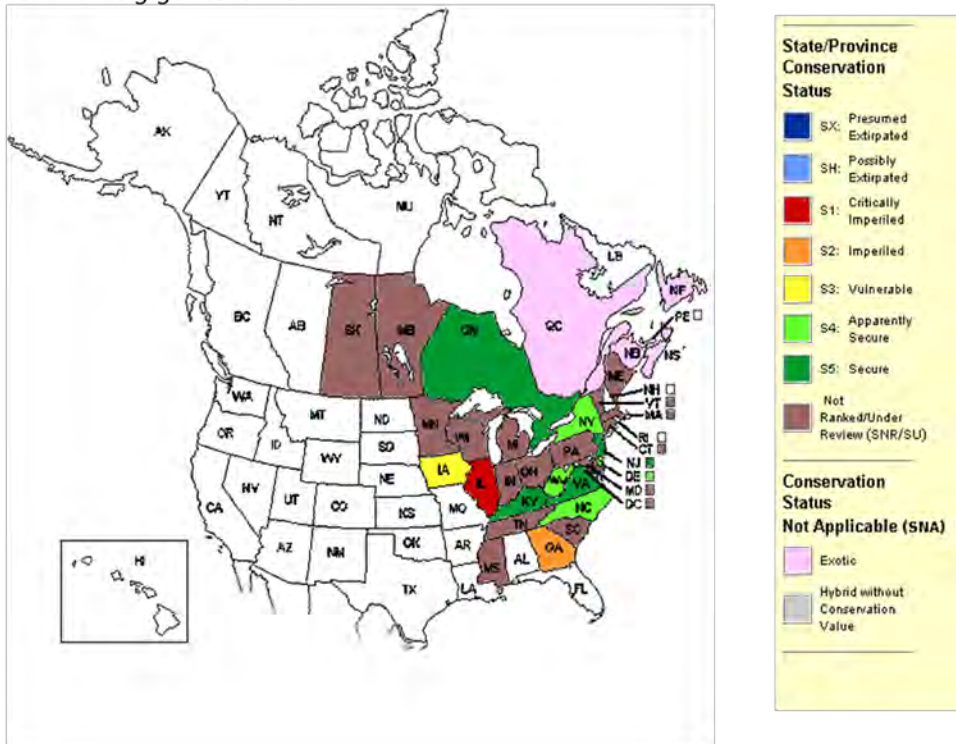 AK
YT
NT
NU
BC
AB
SK
MB
ON
QC
LB
NF
PE
NB
NS
ME
NH
VT
MA
RI
CT
NJ
DE
MD
DC
WA
MT
ND
MN
OR
ID
WY
SD
WI
MI
NY
NE
IA
IL
IN
OH
PA
WV
VA
NV
UT
CO
KS
MO
KY
NC
CA
AZ
NM
OK
AR
TN
SC
MS
AL
GA
TX
LA
FL
HI
State/Province
Conservation
Status
SX: Presumed
Extirpated
SH: Possibly
Extirpated
S1: Critically
Imperiled
S2: Imperiled
S3: Vulnerable
S4: Apparently
Secure
S5: Secure
Not
Ranked/Under
Review (SNR/SU)
Conservation
Status
Not Applicable (SNA)
Exotic
Hybrid without
Conservation
Value